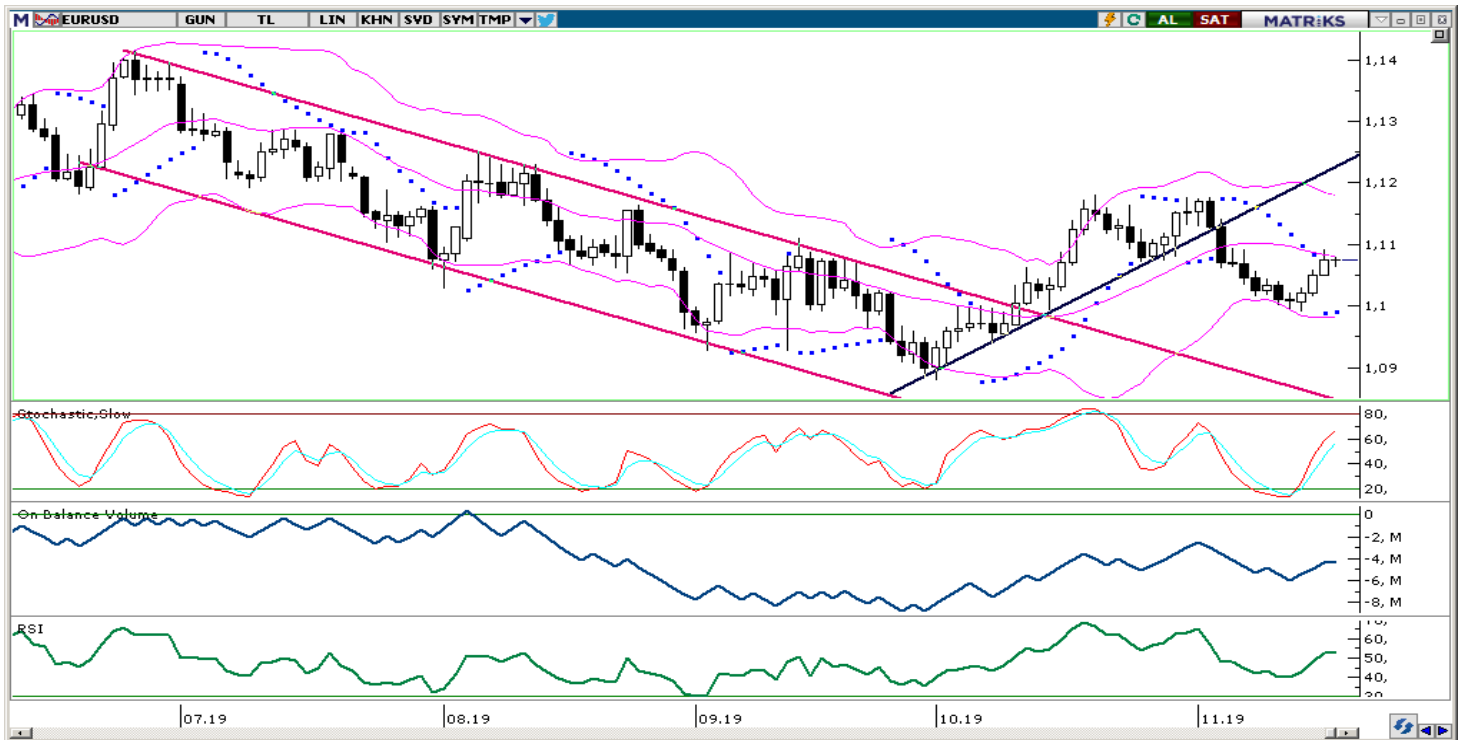 M EURUSD GUN TL LIN KHN SVD SYM TMP AL SAT MATRiKS
1,14
1,13
1,12
1,11
1,1
1,09
Stochastic,Slow
80,
60,
40,
20,
On Balance Volume
0
-2, M
-4, M
-6, M
-8, M
RSI
70,
60,
50,
40,
30
07.19 08.19 09.19 10.19 11.19